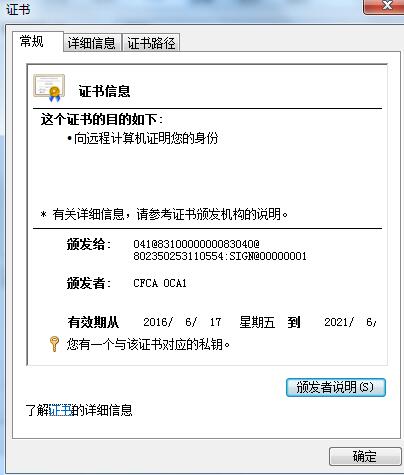 证书
常规 详细信息 证书路径
证书信息
这个证书的目的如下:
•向远程计算机证明您的身份
* 有关详细信息，请参考证书颁发机构的说明。
颁发给: 041@8310000000083040@
802350253110554:SIGN@00000001
颁发者: CFCA OCA1
有效期从 2016/ 6/ 17 星期五 到 2021/ 6/
您有一个与该证书对应的私钥。
颁发者说明(S)
了解证书的详细信息
确定